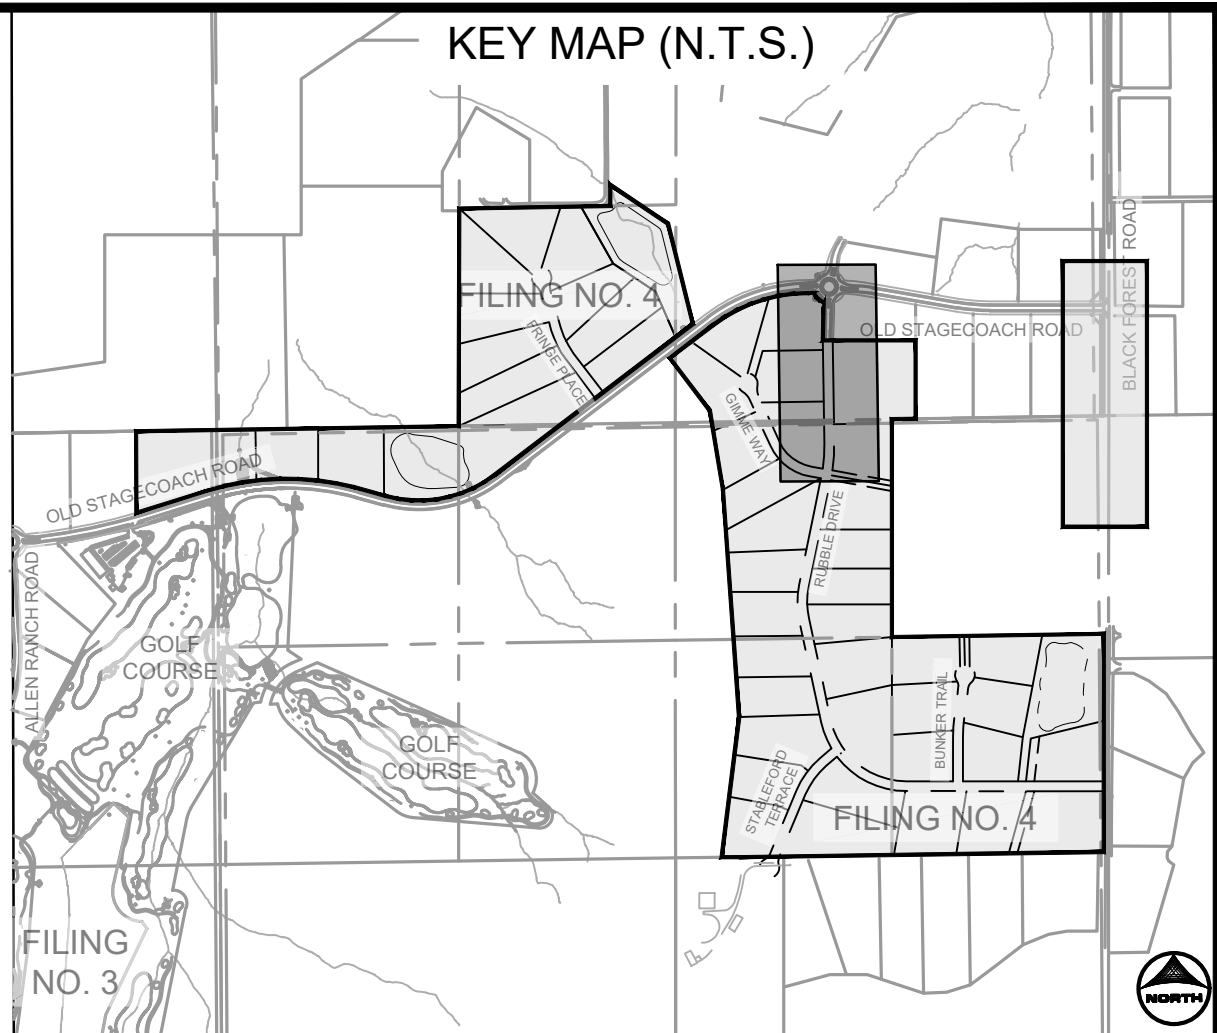 KEY MAP (N.T.S.)
BLACK FOREST ROAD
FILING NO. 4
OLD STAGECOACH ROAD
FRINGE PLACE
GIMME WAY
OLD STAGECOACH ROAD
RUBBLE DRIVE
ALLEN RANCH ROAD
GOLF
COURSE
BUNKER TRAIL
GOLF
COURSE
STABLEFORD
TERRACE
FILING NO. 4
FILING
NO. 3
NORTH